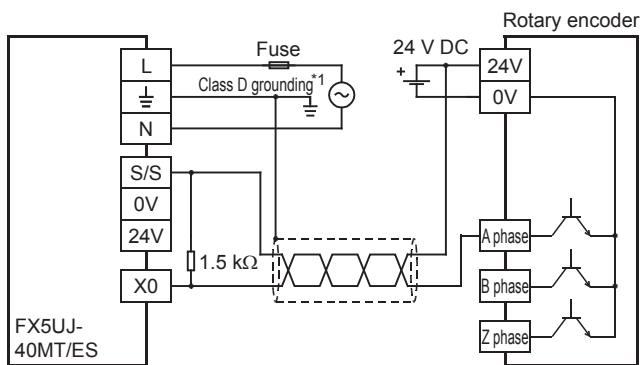 Rotary encoder
L
Fuse
24 V DC
24V
Class D grounding*1
+
0V
N
S/S
0V
24V
1.5 kΩ
X0
A phase
B phase
Z phase
FX5UJ-
40MT/ES